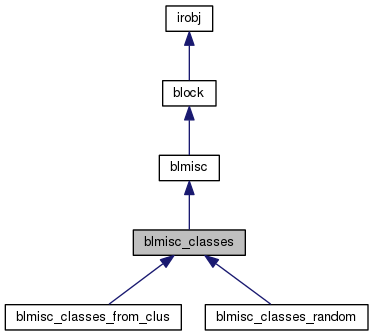 irobj
block
blmisc
blmisc_classes
blmisc_classes_from_clus
blmisc_classes_random